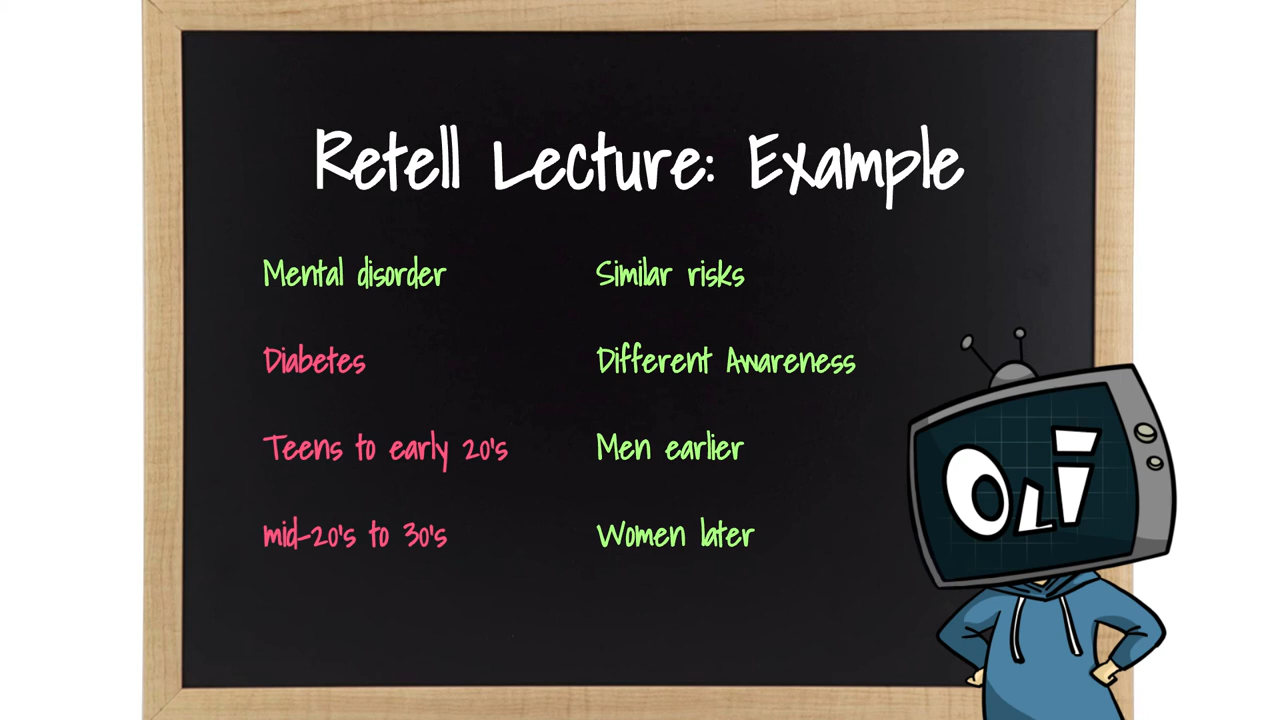 Retell Lecture: Example
Mental disorder
Diabetes
Teens to early 20's
mid-20's to 30's
Similar risks
Different Awareness
Men earlier
Women later
OLI